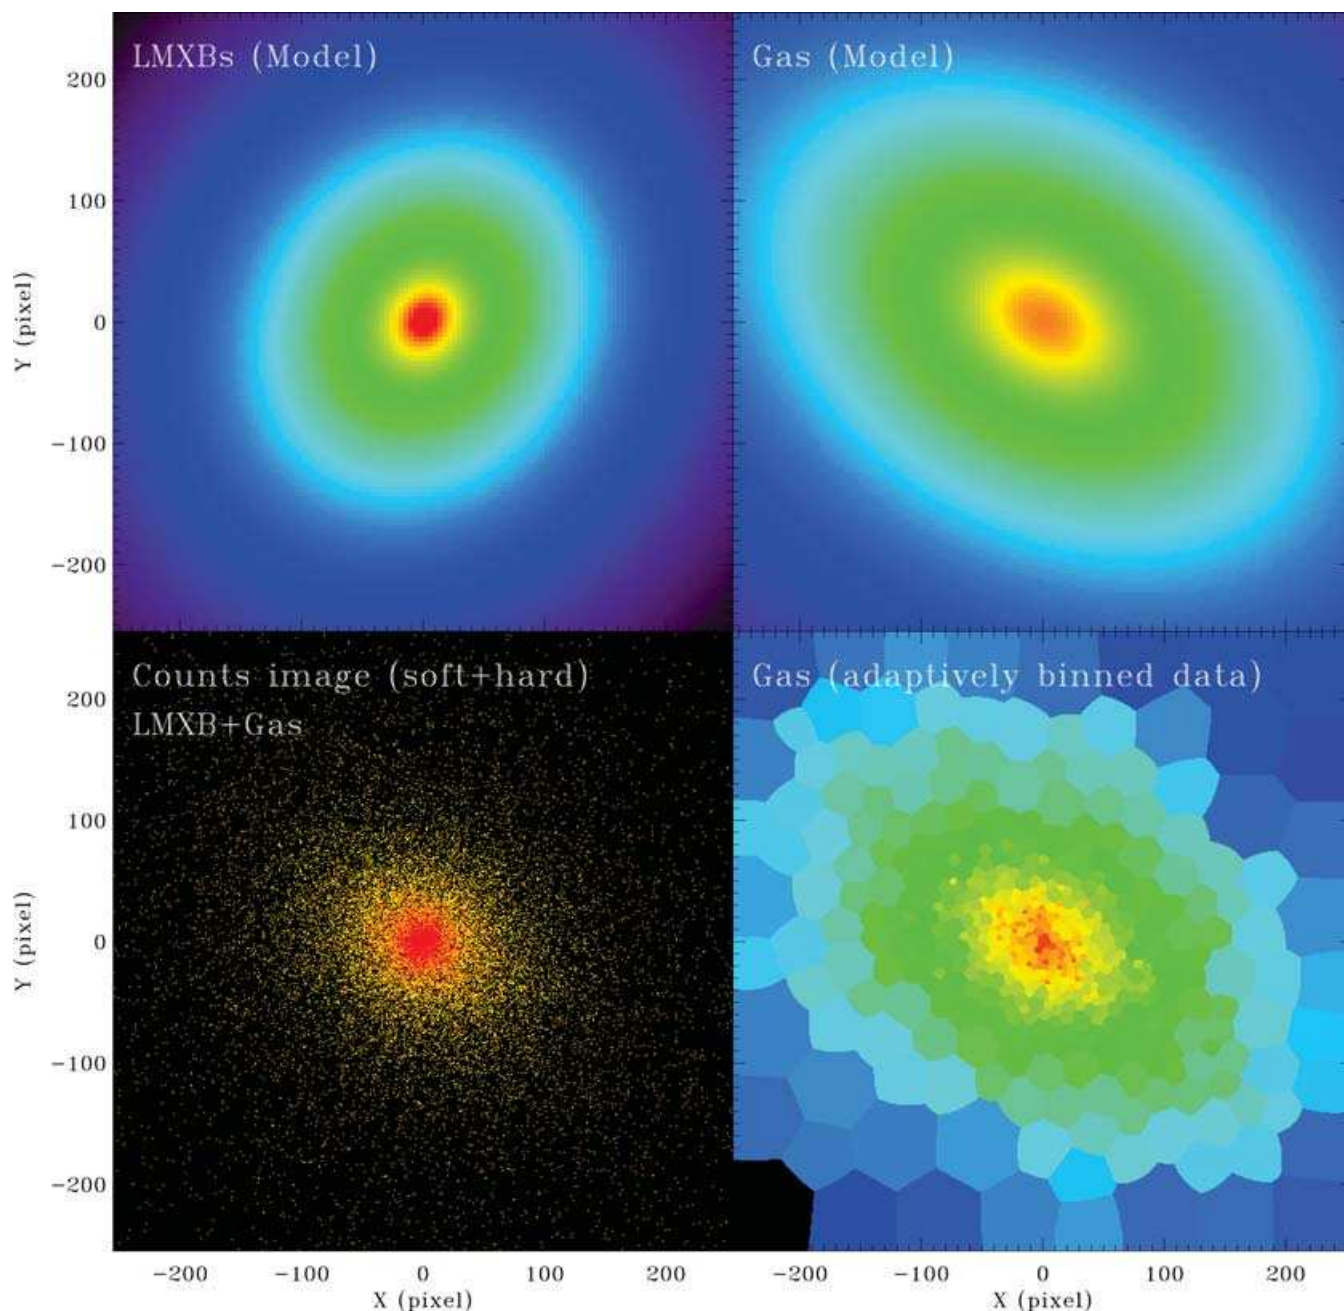 LMXBs (Model)
Gas (Model)
200
100
0
−100
−200
Y (pixel)
Counts image (soft+hard)
LMXB+Gas
Gas (adaptively binned data)
200
100
0
−100
−200
Y (pixel)
−200 −100 0 100 200
X (pixel)
−200 −100 0 100 200
X (pixel)